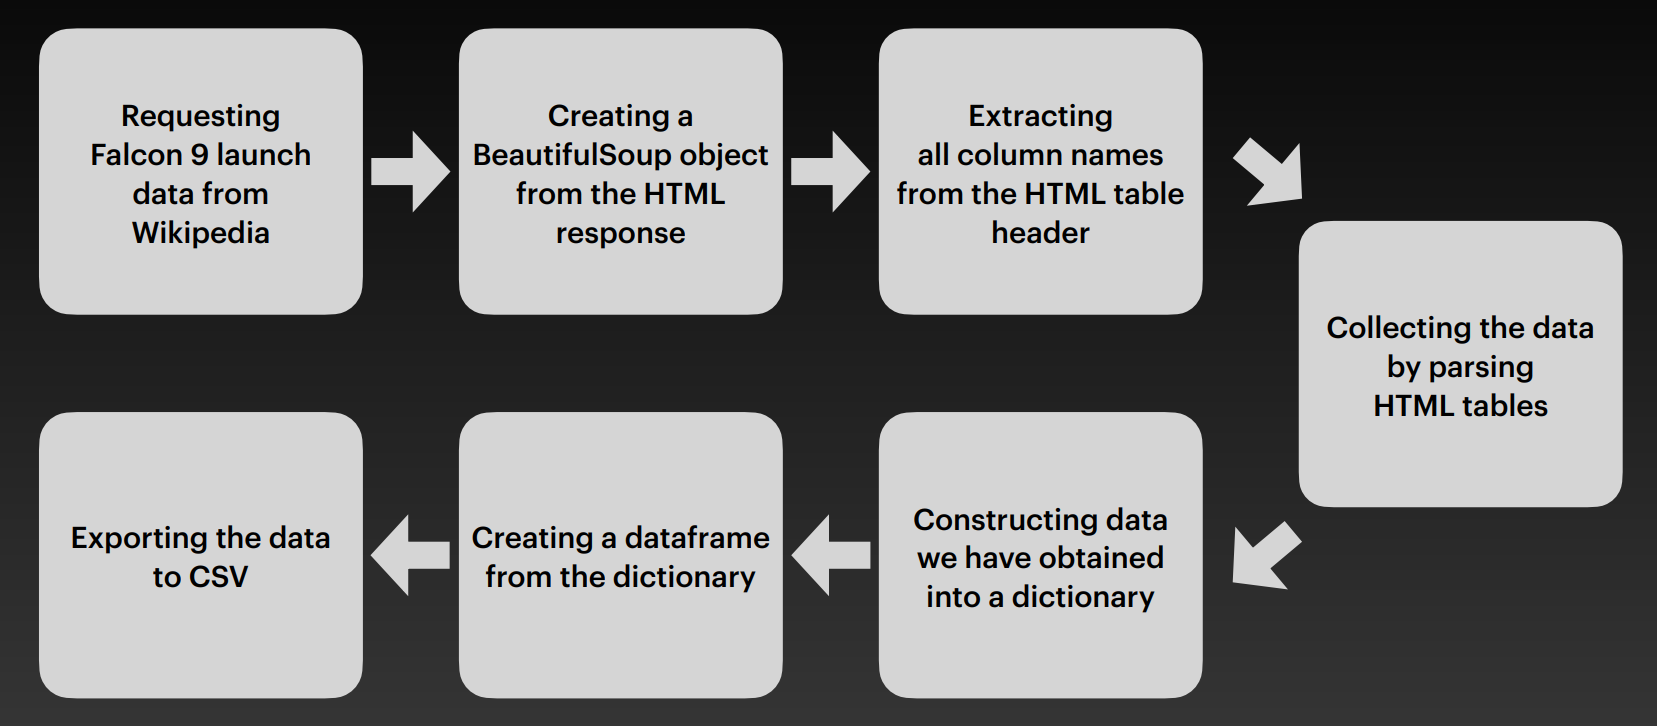 Requesting
Falcon 9 launch
data from
Wikipedia
Creating a
BeautifulSoup object
from the HTML
response
Extracting
all column names
from the HTML table
header
Collecting the data
by parsing
HTML tables
Constructing data
we have obtained
into a dictionary
Creating a dataframe
from the dictionary
Exporting the data
to CSV